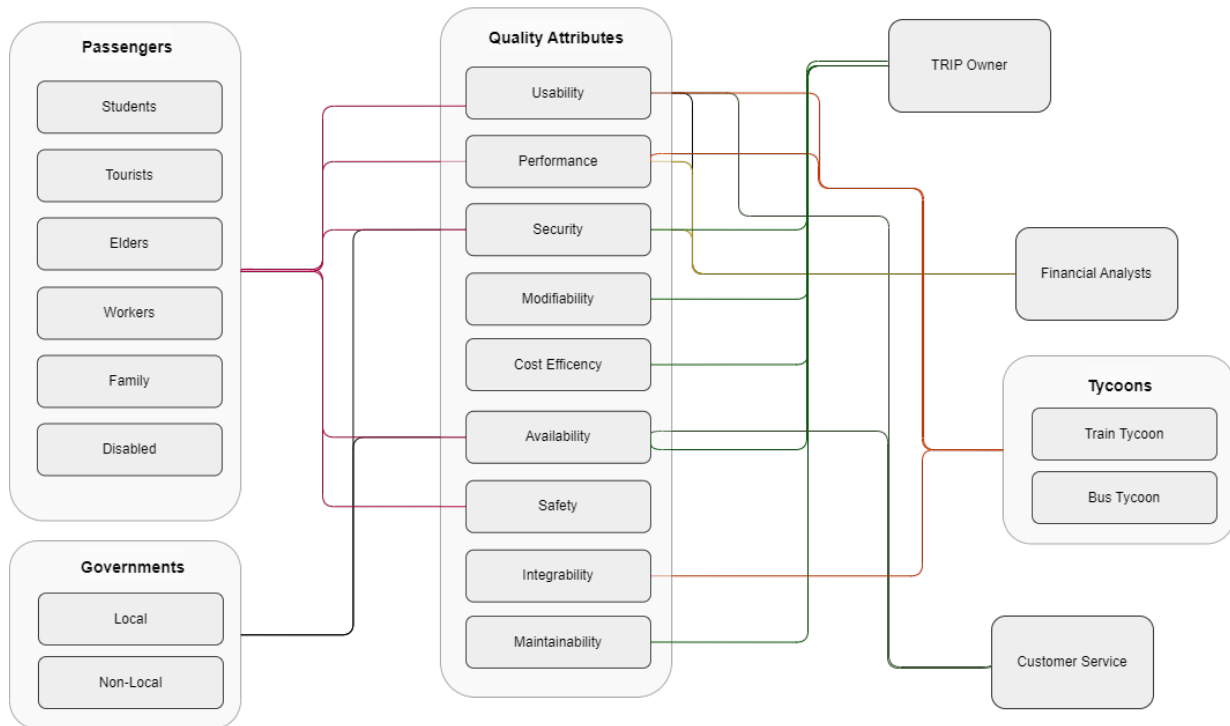 Passengers
Students
Tourists
Elders
Workers
Family
Disabled
Governments
Local
Non-Local
Quality Attributes
Usability
Performance
Security
Modifiability
Cost Efficency
Availability
Safety
Integrability
Maintainability
TRIP Owner
Financial Analysts
Tycoons
Train Tycoon
Bus Tycoon
Customer Service